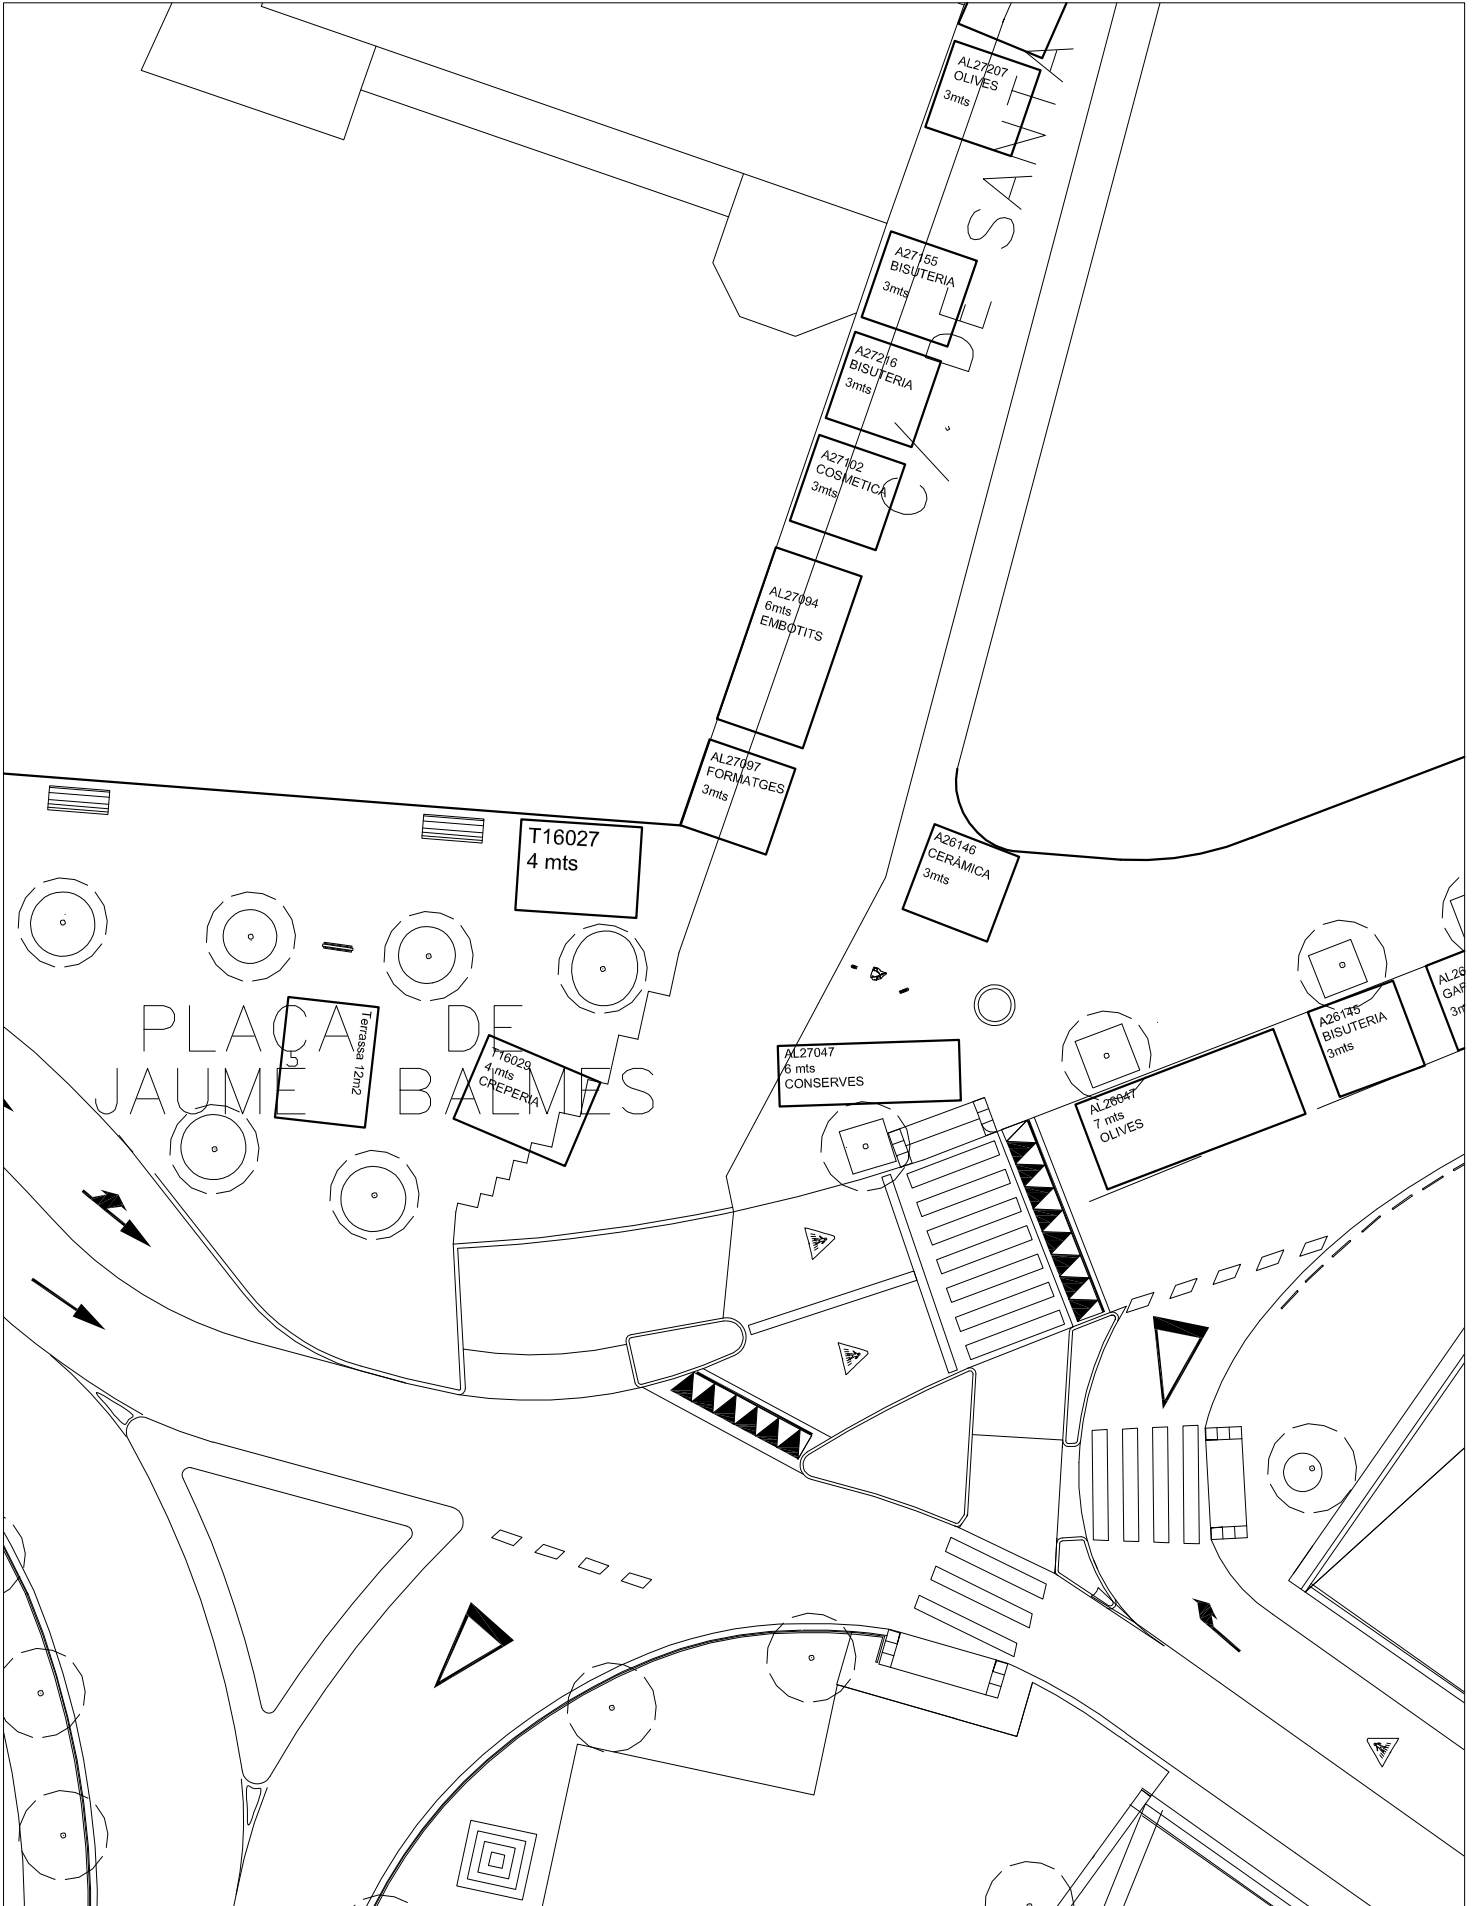 AL27207
OLIVES
3mts
A27155
BISUTERIA
3mts
A27216
BISUTERIA
3mts
A27102
COSMETICA
3mts
AL27094
6mts
EMBOTITS
AL27097
FORMATGES
3mts
C/ DE SANT
T16027
4 mts
A26146
CERÀMICA
3mts
PLAÇA DE
JAUME BALMES
Terrassa 12m2
T16029
4 mts
CREPERIA
AL27047
6 mts
CONSERVES
AL26047
7 mts
OLIVES
A26145
BISUTERIA
3mts